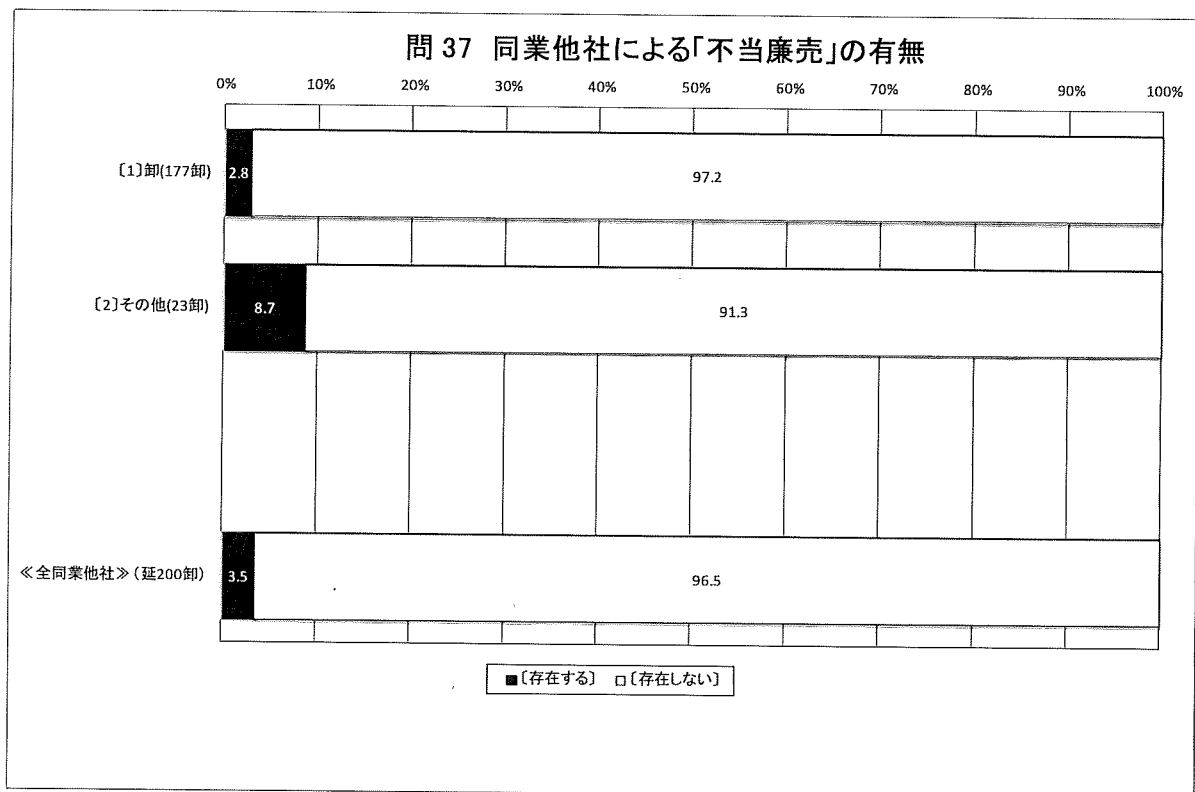 問 37 同業他社による「不当廉売」の有無
0% 10% 20% 30% 40% 50% 60% 70% 80% 90% 100%
〔1〕卸(177卸) 2.8 97.2
〔2〕その他(23卸) 8.7 91.3
≪全同業他社≫(延200卸) 3.5 96.5
■〔存在する〕 □〔存在しない〕